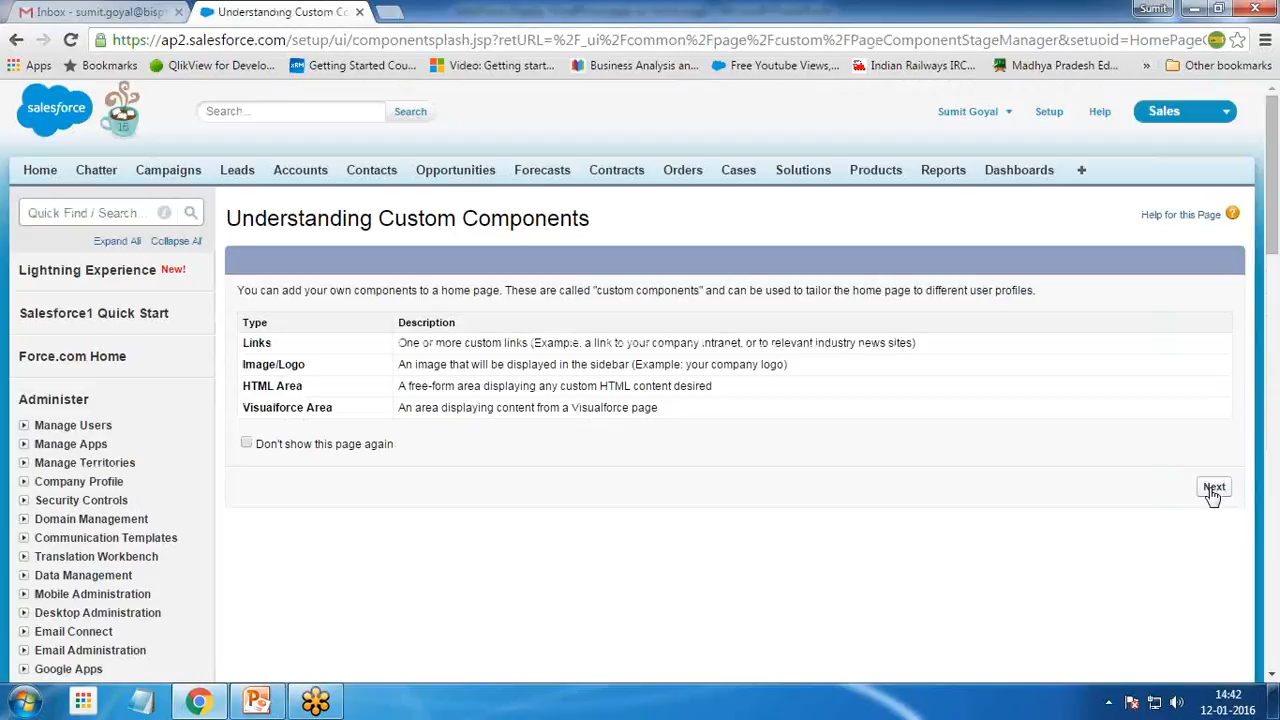 Inbox - sumit.goyal@bisp
Understanding Custom Co
Sumit
https://ap2.salesforce.com/setup/ui/componentsplash.jsp?retURL=%2F_ui%2Fcommon%2Fpage%2Fcustom%2FPageComponentStageManager&setupid=HomePageC
Apps
Bookmarks
QlikView for Develo...
Getting Started Cou...
Video: Getting start...
Business Analysis an...
Free Youtube Views,...
Indian Railways IRC...
Madhya Pradesh Ed...
»
Other bookmarks
salesforce
15
Search...
Search
Sumit Goyal
Setup
Help
Sales
Home Chatter Campaigns Leads Accounts Contacts Opportunities Forecasts Contracts Orders Cases Solutions Products Reports Dashboards +
Quick Find / Search...
Expand All Collapse All
Lightning Experience New!
Salesforce1 Quick Start
Force.com Home
Administer
Manage Users
Manage Apps
Manage Territories
Company Profile
Security Controls
Domain Management
Communication Templates
Translation Workbench
Data Management
Mobile Administration
Desktop Administration
Email Connect
Email Administration
Google Apps
Understanding Custom Components
Help for this Page ?
You can add your own components to a home page. These are called "custom components" and can be used to tailor the home page to different user profiles.
Type Description
Links One or more custom links (Example: a link to your company intranet, or to relevant industry news sites)
Image/Logo An image that will be displayed in the sidebar (Example: your company logo)
HTML Area A free-form area displaying any custom HTML content desired
Visualforce Area An area displaying content from a Visualforce page
Don't show this page again
Next
14:42
12-01-2016